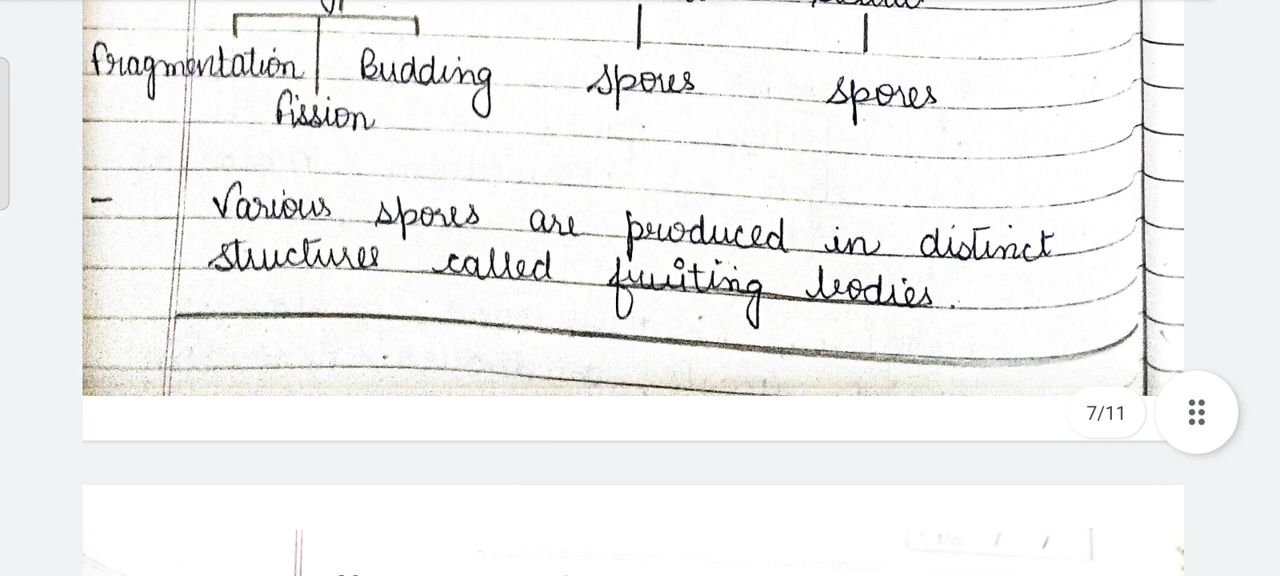 fragmentation Budding spores spores
fission
- Various spores are produced in distinct
structures called fruiting bodies.
7/11